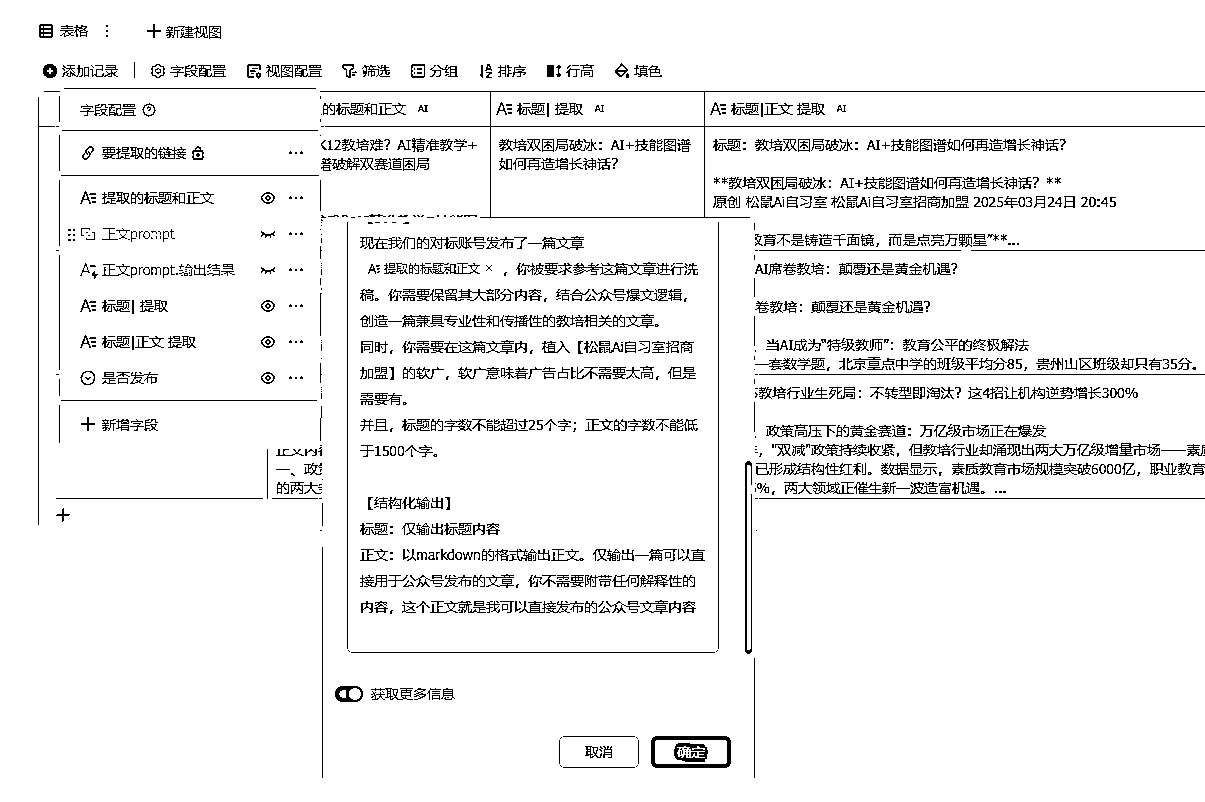 表格
新建视图
添加记录 字段配置 视图配置 筛选 分组 排序 行高 填色
字段配置
要提取的链接
提取的标题和正文
正文prompt
正文prompt.输出结果
标题| 提取
标题|正文 提取
是否发布
新增字段
的标题和正文 AI
标题| 提取 AI
标题|正文 提取 AI
K12教培难？AI精准教学+
谱破解双赛道困局
教培双困局破冰：AI+技能图谱
如何再造增长神话？
标题：教培双困局破冰：AI+技能图谱如何再造增长神话？
**教培双困局破冰：AI+技能图谱如何再造增长神话？**
原创 松鼠Ai自习室 松鼠Ai自习室招商加盟 2025年03月24日 20:45
教育不是铸造千面镜，而是点亮万颗星"**...
AI席卷教培：颠覆还是黄金机遇？
卷教培：颠覆还是黄金机遇？
当AI成为"特级教师"：教育公平的终极解法
一套数学题，北京重点中学的班级平均分85，贵州山区班级却只有35分。
教培行业生死局：不转型即淘汰？这4招让机构逆势增长300%
政策高压下的黄金赛道：万亿级市场正在爆发
，"双减"政策持续收紧，但教培行业却涌现出两大万亿级增量市场——素质
已形成结构性红利。数据显示，素质教育市场规模突破6000亿，职业教育
%，两大领域正催生新一波造富机遇。...
正文内容
一、政策
的两大
现在我们的对标账号发布了一篇文章
提取的标题和正文 × ，你被要求参考这篇文章进行洗
稿。你需要保留其大部分内容，结合公众号爆文逻辑，
创造一篇兼具专业性和传播性的教培相关的文章。
同时，你需要在这篇文章内，植入【松鼠Ai自习室招商
加盟】的软广，软广意味着广告占比不需要太高，但是
需要有。
并且，标题的字数不能超过25个字；正文的字数不能低
于1500个字。
【结构化输出】
标题：仅输出标题内容
正文：以markdown的格式输出正文。仅输出一篇可以直
接用于公众号发布的文章，你不需要附带任何解释性的
内容，这个正文就是我可以直接发布的公众号文章内容
获取更多信息
取消
确定